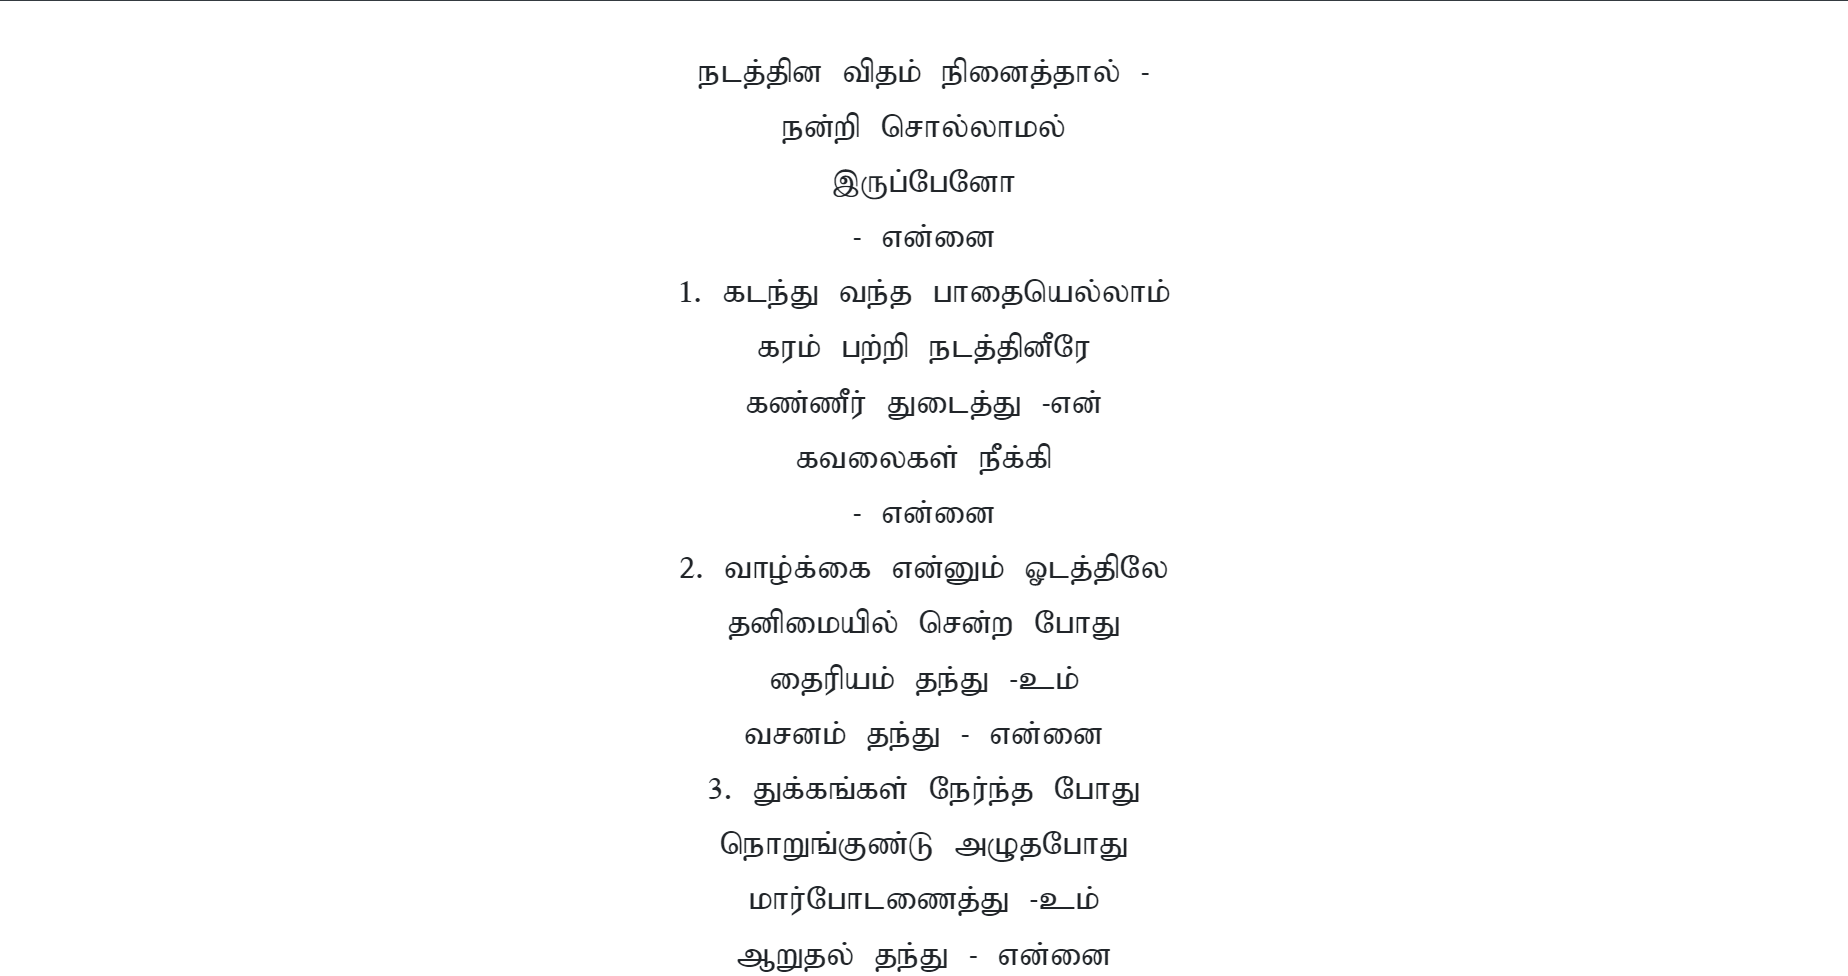 நடத்தின விதம் நினைத்தால் -
நன்றி சொல்லாமல்
இருப்பேனோ
- என்னை
1. கடந்து வந்த பாதையெல்லாம்
கரம் பற்றி நடத்தினீரே
கண்ணீர் துடைத்து -என்
கவலைகள் நீக்கி
- என்னை
2. வாழ்க்கை என்னும் ஓடத்திலே
தனிமையில் சென்ற போது
தைரியம் தந்து -உம்
வசனம் தந்து - என்னை
3. துக்கங்கள் நேர்ந்த போது
நொறுங்குண்டு அழுதபோது
மார்போடணைத்து -உம்
ஆறுதல் தந்து - என்னை